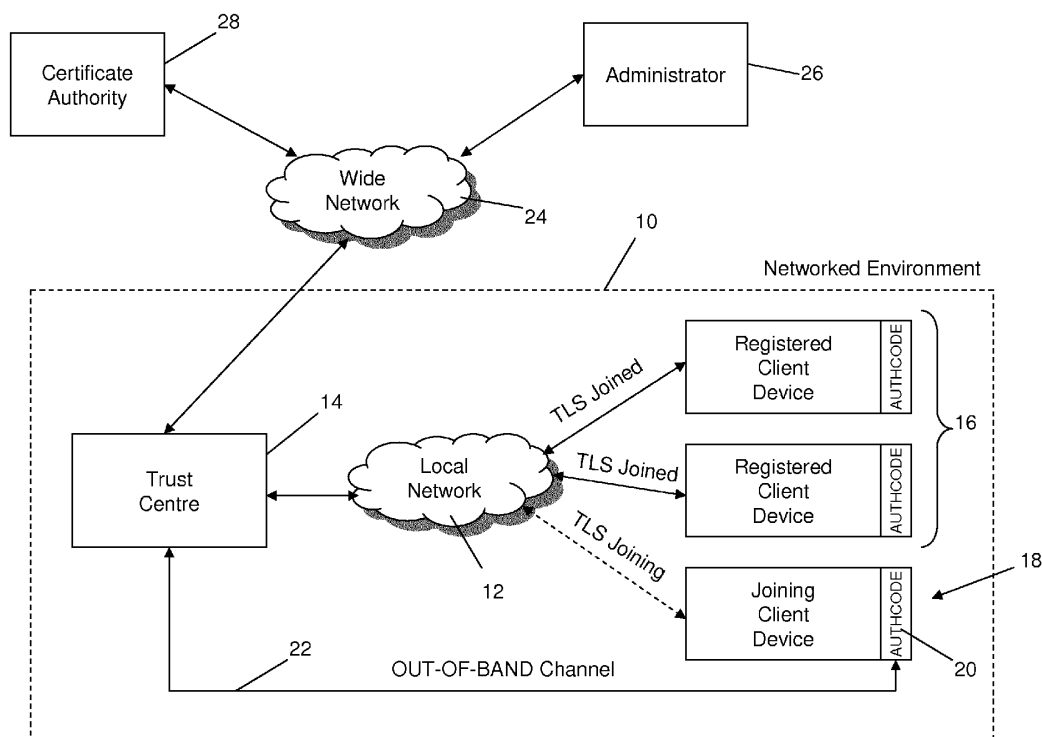 28
Certificate
Authority
Administrator
26
Wide
Network
24
10
Networked Environment
Registered
Client
Device
AUTHCODE
TLS Joined
14
16
Trust
Centre
Local
Network
TLS Joined
Registered
Client
Device
AUTHCODE
TLS Joining
12
18
Joining
Client
Device
AUTHCODE
22
OUT-OF-BAND Channel
20